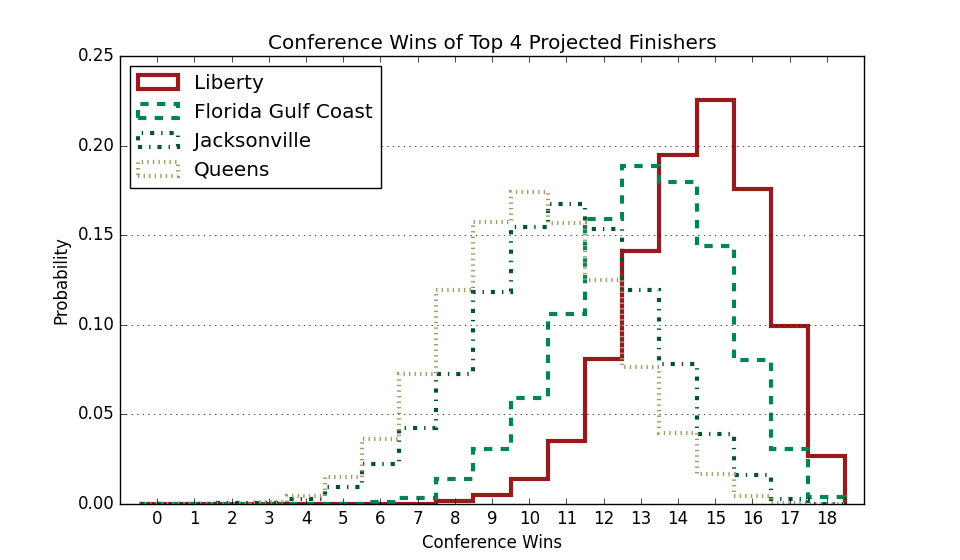 Conference Wins of Top 4 Projected Finishers
0.25
0.20
0.15
0.10
0.05
0.00
Probability
Liberty
Florida Gulf Coast
Jacksonville
Queens
0 1 2 3 4 5 6 7 8 9 10 11 12 13 14 15 16 17 18
Conference Wins